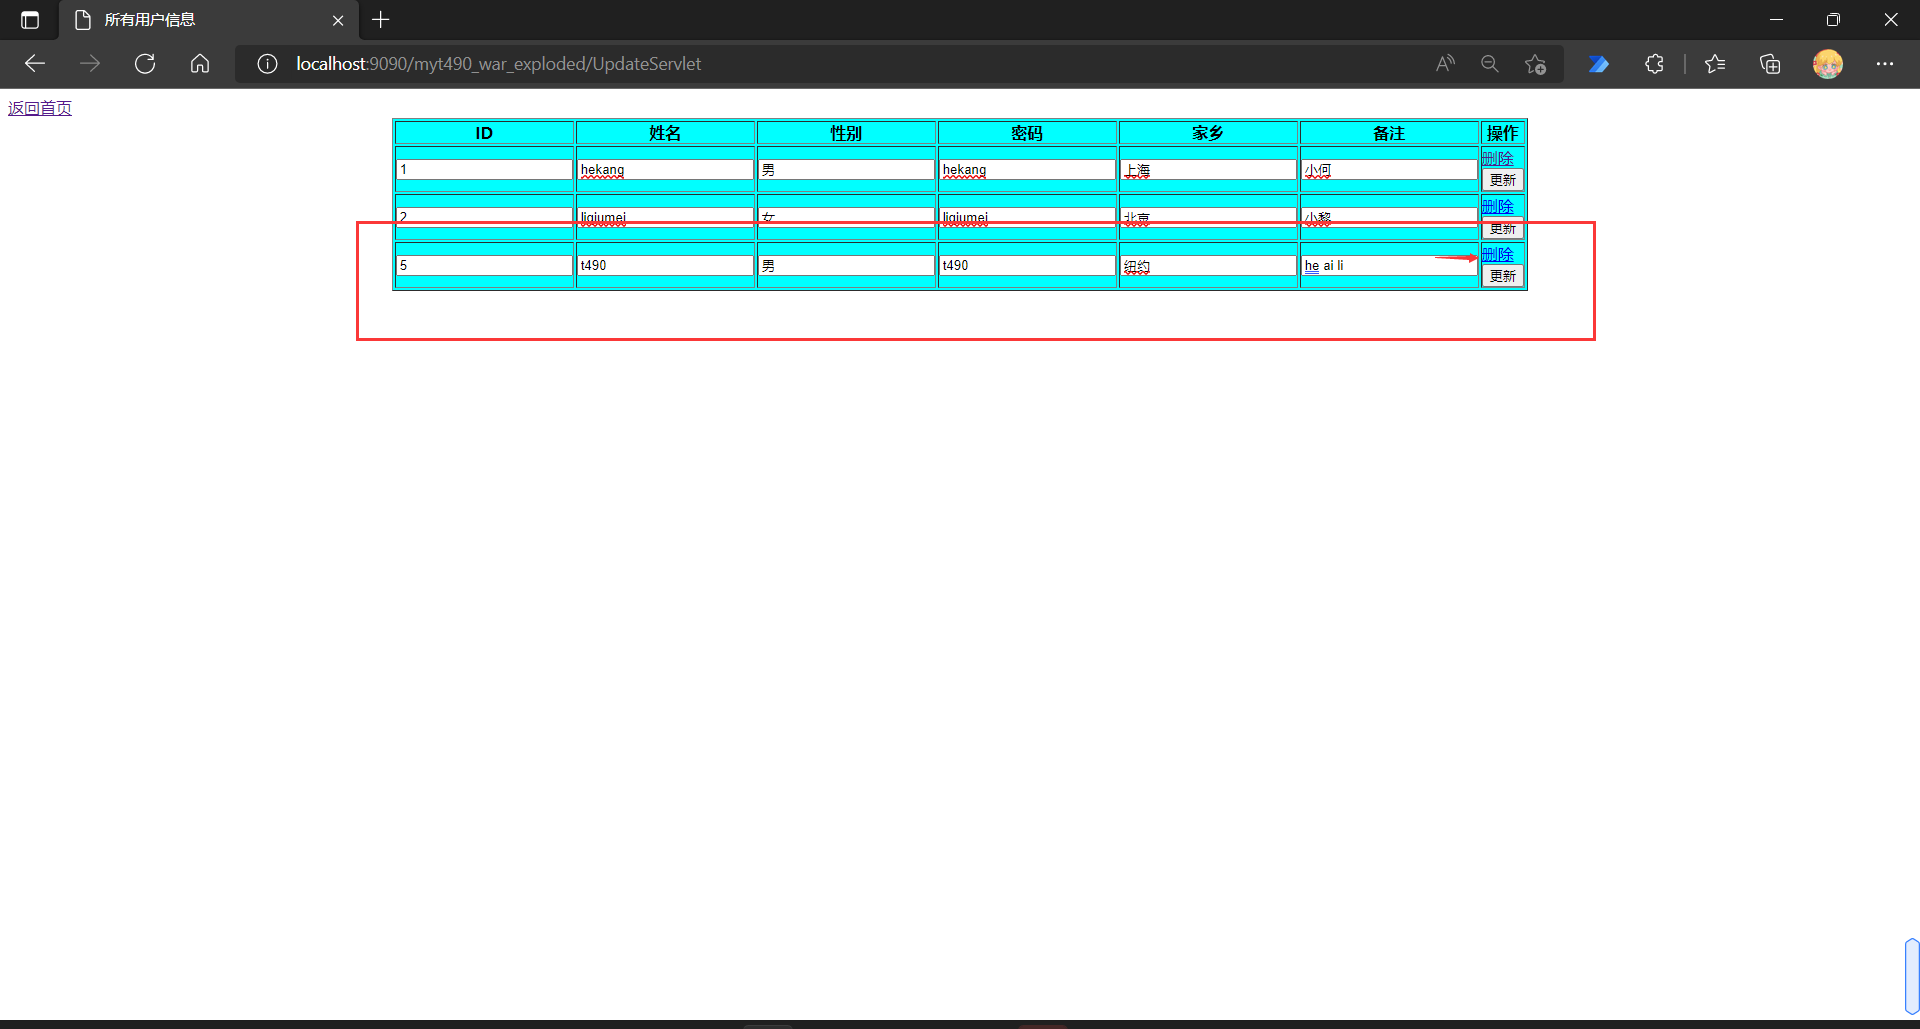 所有用户信息
localhost:9090/myt490_war_exploded/UpdateServlet
返回首页
ID 姓名 性别 密码 家乡 备注 操作
1 hekang 男 hekang 上海 小何 删除
更新
2 liqiumei 女 liqiumei 北京 小黎 删除
更新
5 t490 男 t490 纽约 he ai li 删除
更新